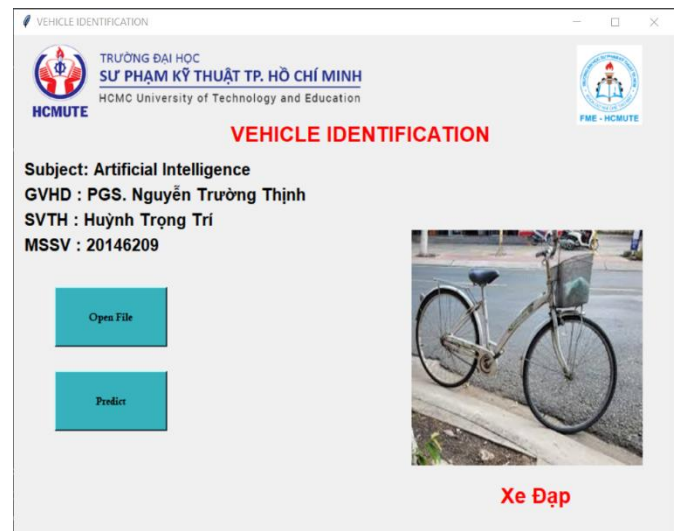 VEHICLE IDENTIFICATION
TRƯỜNG ĐẠI HỌC
SƯ PHẠM KỸ THUẬT TP. HỒ CHÍ MINH
HCMC University of Technology and Education
HCMUTE
FME - HCMUTE
VEHICLE IDENTIFICATION
Subject: Artificial Intelligence
GVHD : PGS. Nguyễn Trường Thịnh
SVTH : Huỳnh Trọng Trí
MSSV : 20146209
Open File
Predict
Xe Đạp